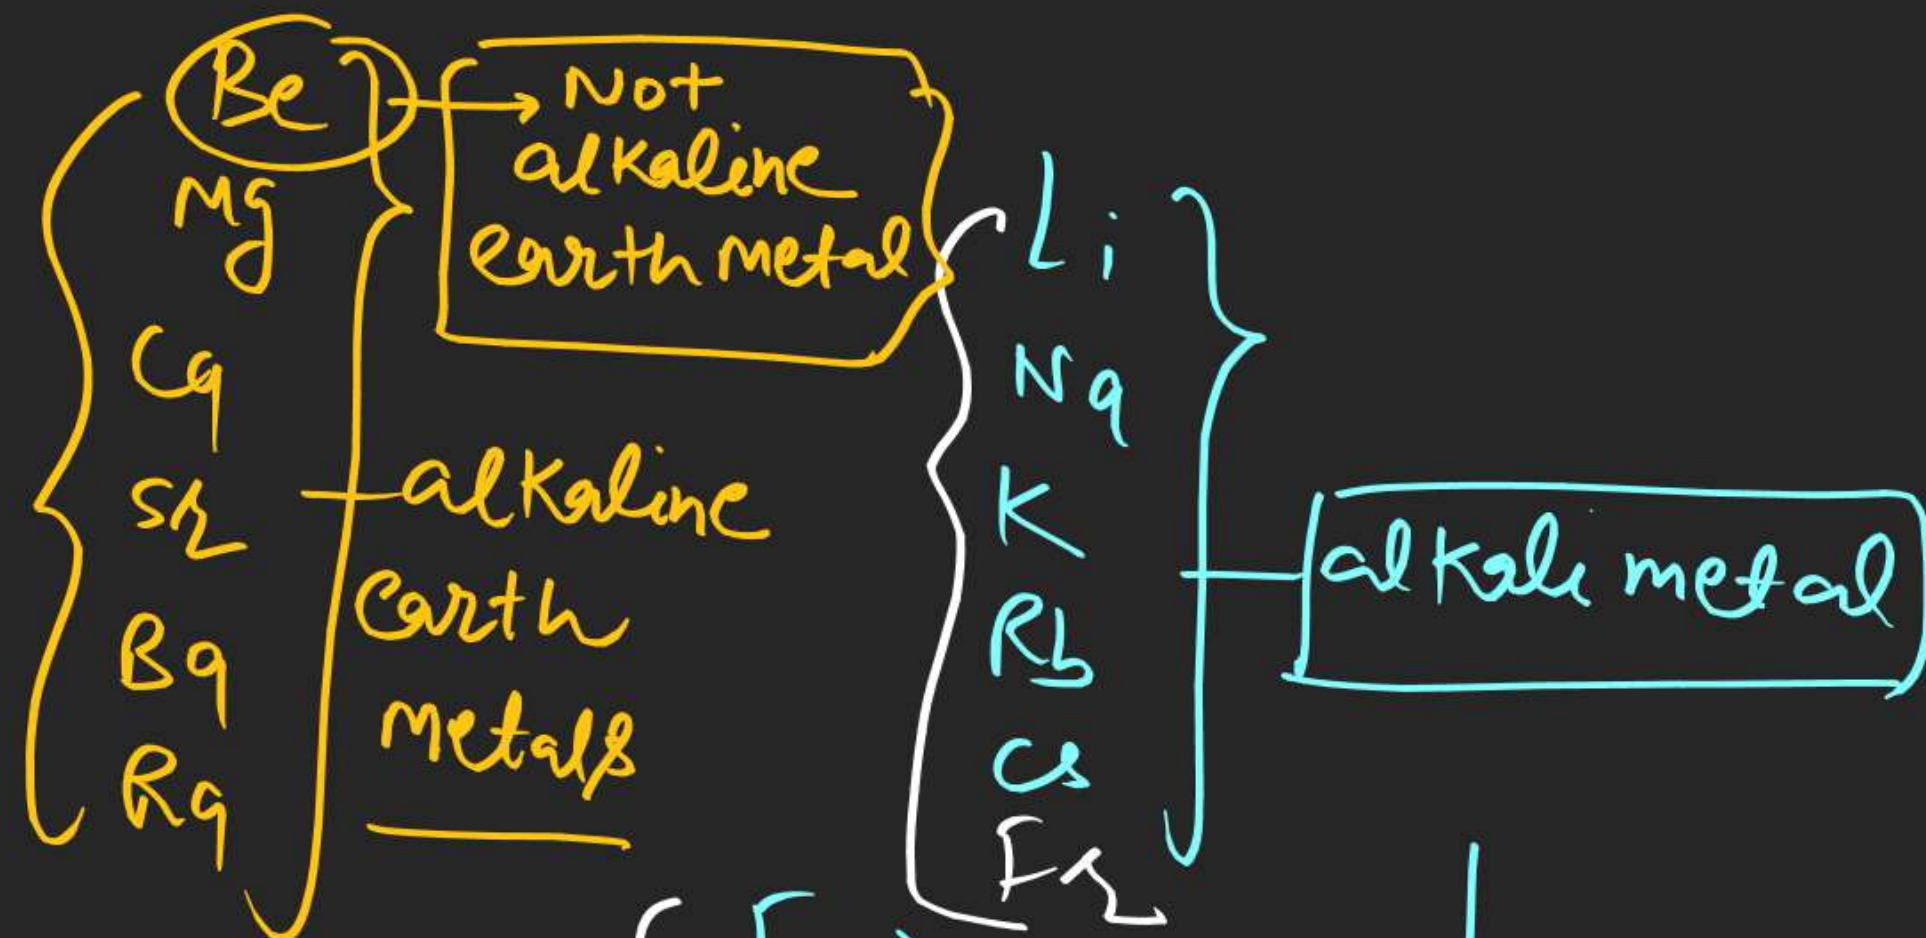 Be
Mg
Ca
Sr
Ba
Ra
Not
alkaline
earth metal
alkaline
earth
metals
Li
Na
K
Rb
Cs
Fr
alkali metal